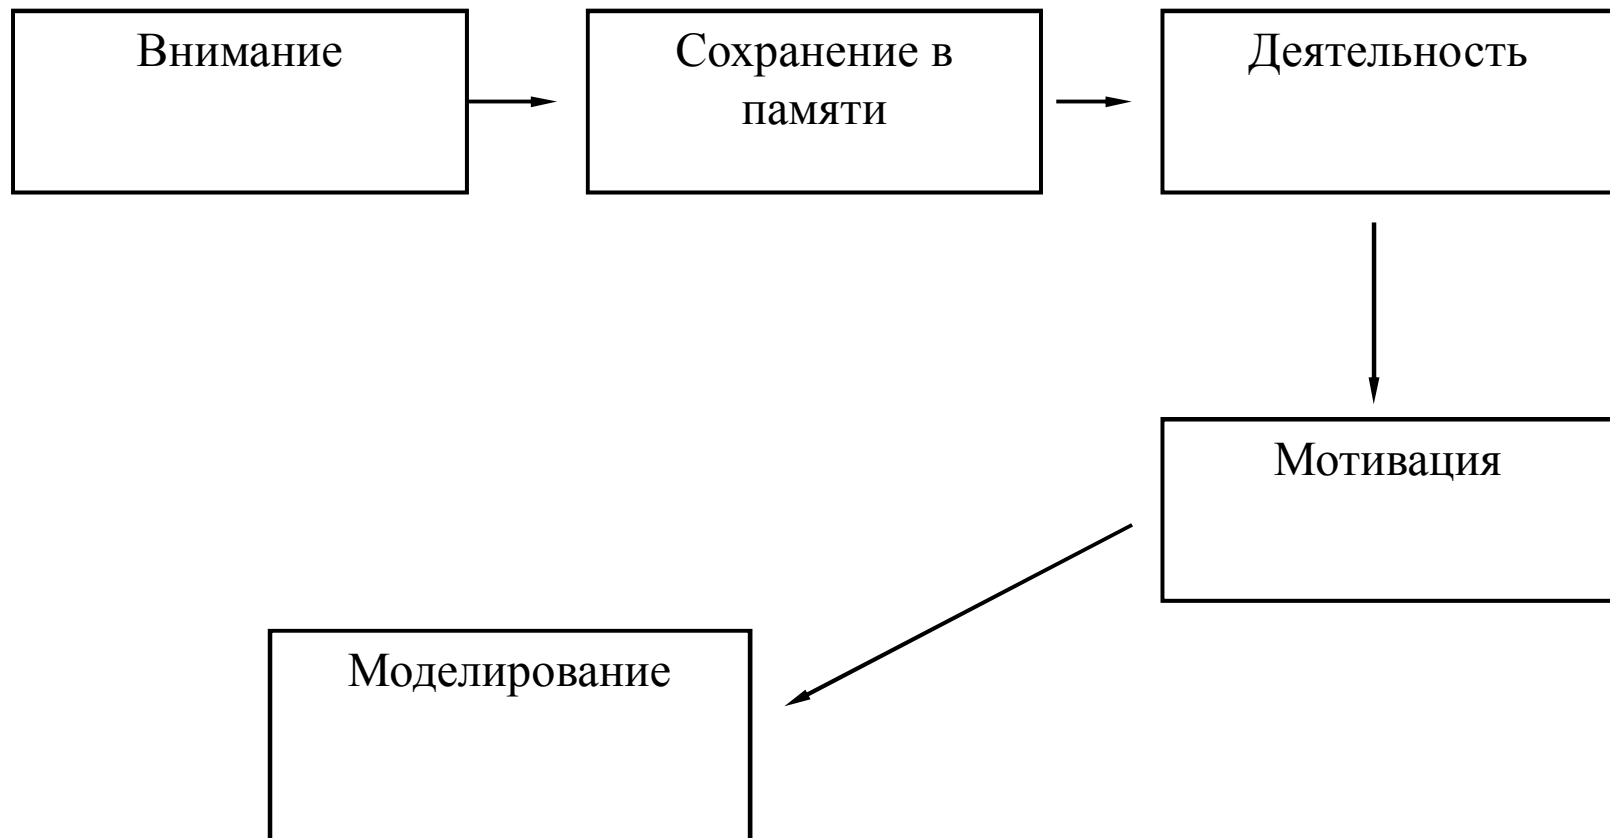 Внимание
Сохранение в
памяти
Деятельность
Мотивация
Моделирование